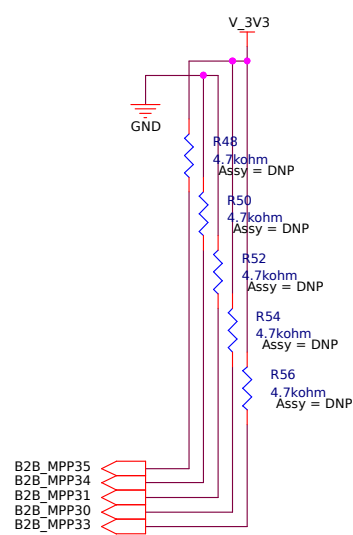 V_3V3
GND
R48
4.7kohm
Assy = DNP
R50
4.7kohm
Assy = DNP
R52
4.7kohm
Assy = DNP
R54
4.7kohm
Assy = DNP
R56
4.7kohm
Assy = DNP
B2B_MPP35
B2B_MPP34
B2B_MPP31
B2B_MPP30
B2B_MPP33